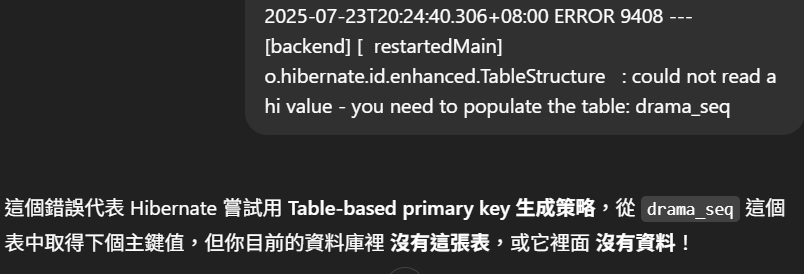 2025-07-23T20:24:40.306+08:00 ERROR 9408 ---
[backend] [  restartedMain]
o.hibernate.id.enhanced.TableStructure   : could not read a
hi value - you need to populate the table: drama_seq
這個錯誤代表 Hibernate 嘗試用 Table-based primary key 生成策略，從 drama_seq 這個
表中取得下個主鍵值，但你目前的資料庫裡 沒有這張表，或它裡面 沒有資料！